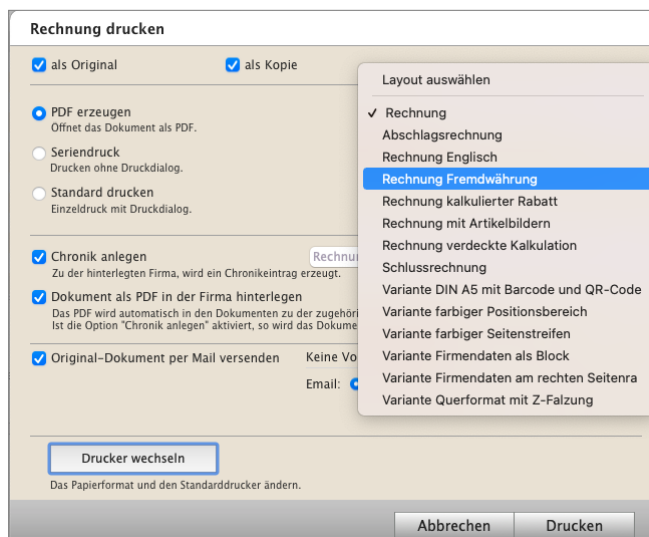 Rechnung drucken
als Original
als Kopie
PDF erzeugen
Öffnet das Dokument als PDF.
Seriendruck
Drucken ohne Druckdialog.
Standard drucken
Einzeldruck mit Druckdialog.
Chronik anlegen
Zu der hinterlegten Firma, wird ein Chronikeintrag erzeugt.
Dokument als PDF in der Firma hinterlegen
Das PDF wird automatisch in den Dokumenten zu der
Ist die Option "Chronik anlegen" aktiviert, so wird das
Original-Dokument per Mail versenden
Keine
Email:
Layout auswählen
✓ Rechnung
Abschlagsrechnung
Rechnung Englisch
Rechnung Fremdwährung
Rechnung kalkulierter Rabatt
Rechnung mit Artikelbildern
Rechnung verdeckte Kalkulation
Schlussrechnung
Variante DIN A5 mit Barcode und QR-Code
Variante farbiger Positionsbereich
Variante farbiger Seitenstreifen
Variante Firmendaten als Block
Variante Firmendaten am rechten Seitenra
Variante Querformat mit Z-Falzung
Drucker wechseln
Das Papierformat und den Standarddrucker ändern.
Abbrechen
Drucken